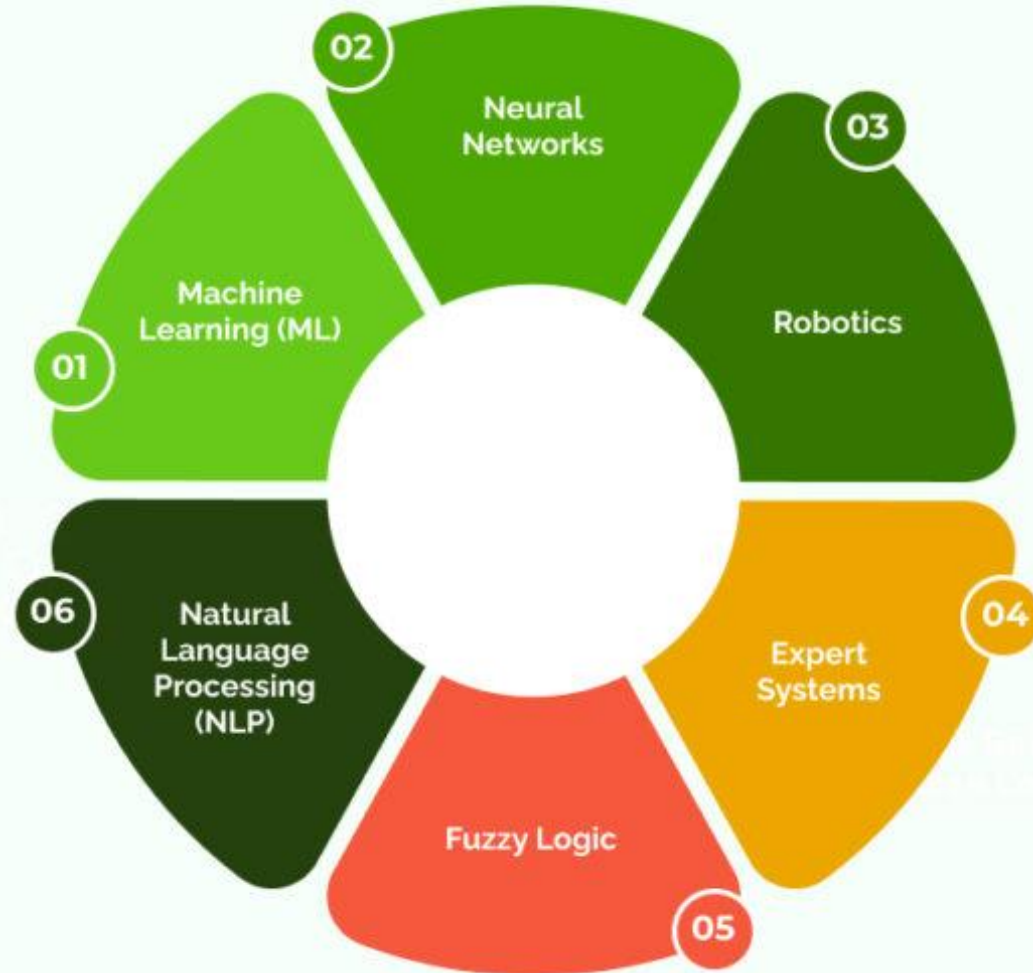 01
Machine
Learning (ML)
02
Neural
Networks
03
Robotics
04
Expert
Systems
05
Fuzzy Logic
06
Natural
Language
Processing
(NLP)